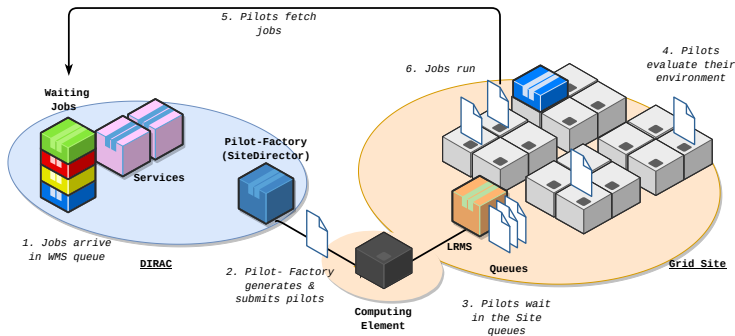 5. Pilots fetch
jobs
4. Pilots
evaluate their
environment
6. Jobs run
Waiting
Jobs
Pilot-Factory
(SiteDirector)
Services
1. Jobs arrive
in WMS queue
DIRAC
2. Pilot- Factory
generates &
submits pilots
LRMS
Queues
Grid Site
Computing
Element
3. Pilots wait
in the Site
queues